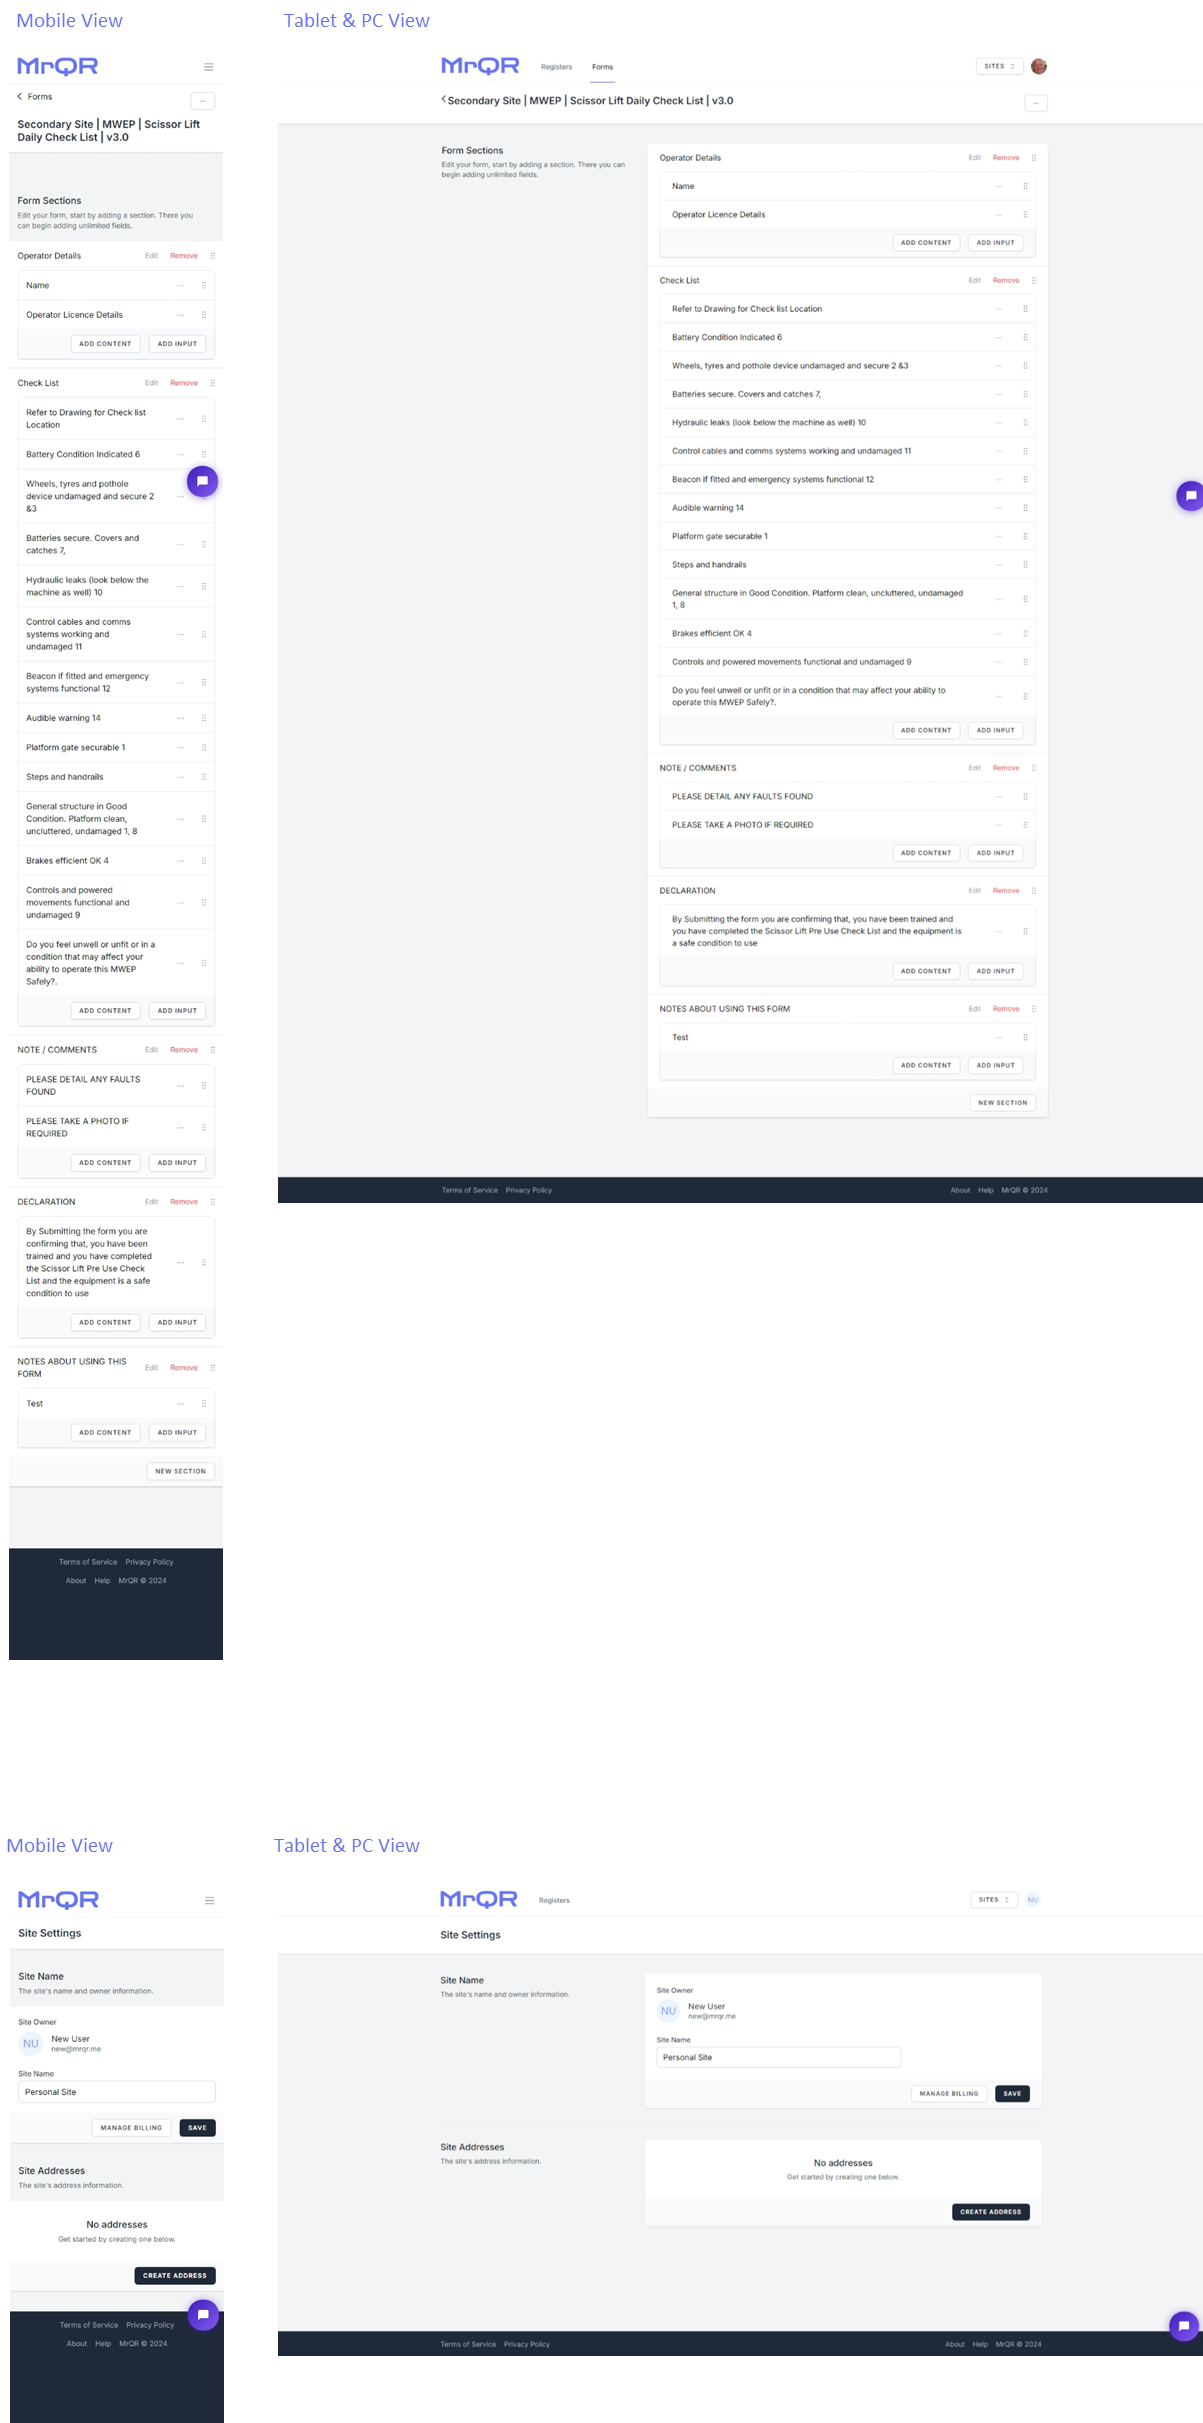 Mobile View
MrQR
Forms
...
Secondary Site | MWEP | Scissor Lift
Daily Check List | v3.0
Form Sections
Edit your form, start by adding a section. There you
can begin adding unlimited fields.
Operator Details Edit Remove
Name ...
Operator Licence Details ...
ADD CONTENT ADD INPUT
Check List Edit Remove
Refer to Drawing for Check list
Location ...
Battery Condition Indicated 6 ...
Wheels, tyres and pothole
device undamaged and secure 2
&3 ...
Batteries secure. Covers and
catches 7, ...
Hydraulic leaks (look below the
machine as well) 10 ...
Control cables and comms
systems working and
undamaged 11 ...
Beacon if fitted and emergency
systems functional 12 ...
Audible warning 14 ...
Platform gate securable 1 ...
Steps and handrails ...
General structure in Good
Condition. Platform clean,
uncluttered, undamaged 1, 8 ...
Brakes efficient OK 4 ...
Controls and powered
movements functional and
undamaged 9 ...
Do you feel unwell or unfit or in a
condition that may affect your
ability to operate this MWEP
Safely?. ...
ADD CONTENT ADD INPUT
NOTE / COMMENTS Edit Remove
PLEASE DETAIL ANY FAULTS
FOUND ...
PLEASE TAKE A PHOTO IF
REQUIRED ...
ADD CONTENT ADD INPUT
DECLARATION Edit Remove
By Submitting the form you are
confirming that, you have been
trained and you have completed
the Scissor Lift Pre Use Check
List and the equipment is a safe
condition to use ...
ADD CONTENT ADD INPUT
NOTES ABOUT USING THIS
FORM Edit Remove
Test ...
ADD CONTENT ADD INPUT
NEW SECTION
Terms of Service Privacy Policy
About Help MrQR © 2024
Tablet & PC View
MrQR Registers Forms SITES
Secondary Site | MWEP | Scissor Lift Daily Check List | v3.0 ...
Form Sections
Edit your form, start by adding a section. There you can
begin adding unlimited fields.
Operator Details Edit Remove
Name ...
Operator Licence Details ...
ADD CONTENT ADD INPUT
Check List Edit Remove
Refer to Drawing for Check list Location ...
Battery Condition Indicated 6 ...
Wheels, tyres and pothole device undamaged and secure 2 &3 ...
Batteries secure. Covers and catches 7, ...
Hydraulic leaks (look below the machine as well) 10 ...
Control cables and comms systems working and undamaged 11 ...
Beacon if fitted and emergency systems functional 12 ...
Audible warning 14 ...
Platform gate securable 1 ...
Steps and handrails ...
General structure in Good Condition. Platform clean, uncluttered, undamaged
1, 8 ...
Brakes efficient OK 4 ...
Controls and powered movements functional and undamaged 9 ...
Do you feel unwell or unfit or in a condition that may affect your ability to
operate this MWEP Safely?. ...
ADD CONTENT ADD INPUT
NOTE / COMMENTS Edit Remove
PLEASE DETAIL ANY FAULTS FOUND ...
PLEASE TAKE A PHOTO IF REQUIRED ...
ADD CONTENT ADD INPUT
DECLARATION Edit Remove
By Submitting the form you are confirming that, you have been trained and
you have completed the Scissor Lift Pre Use Check List and the equipment is
a safe condition to use ...
ADD CONTENT ADD INPUT
NOTES ABOUT USING THIS FORM Edit Remove
Test ...
ADD CONTENT ADD INPUT
NEW SECTION
Terms of Service Privacy Policy About Help MrQR © 2024
Mobile View
MrQR
Site Settings
Site Name
The site's name and owner information.
Site Owner
NU
New User
new@mrqr.me
Site Name
Personal Site
MANAGE BILLING SAVE
Site Addresses
The site's address information.
No addresses
Get started by creating one below.
CREATE ADDRESS
Terms of Service Privacy Policy
About Help MrQR © 2024
Tablet & PC View
MrQR Registers SITES NU
Site Settings
Site Name
The site's name and owner information.
Site Owner
NU
New User
new@mrqr.me
Site Name
Personal Site
MANAGE BILLING SAVE
Site Addresses
The site's address information.
No addresses
Get started by creating one below.
CREATE ADDRESS
Terms of Service Privacy Policy About Help MrQR © 2024